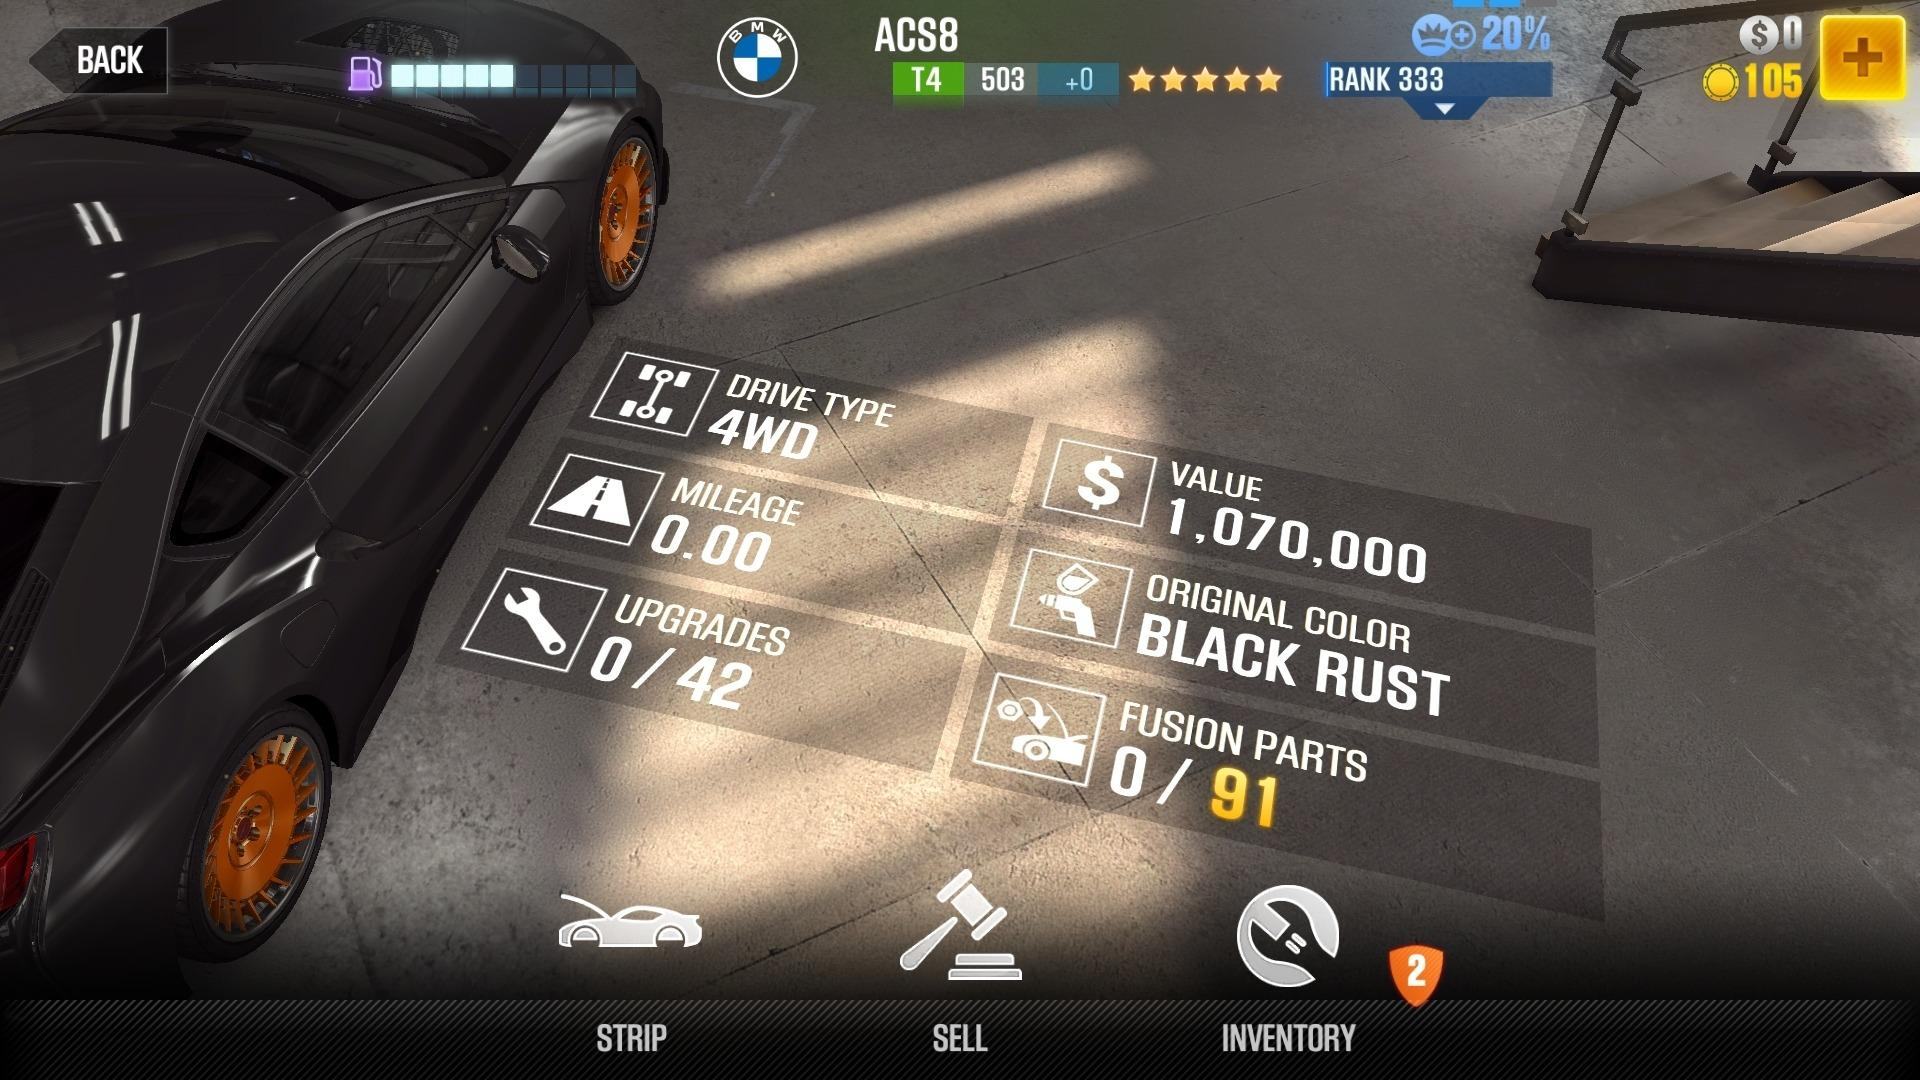 BACK
BMW
ACS8
T4 503 +0
20%
RANK 333
$ 0
105
DRIVE TYPE
4WD
MILEAGE
0.00
UPGRADES
0 / 42
$ VALUE
1,070,000
ORIGINAL COLOR
BLACK RUST
FUSION PARTS
0 / 91
STRIP
SELL
INVENTORY
2